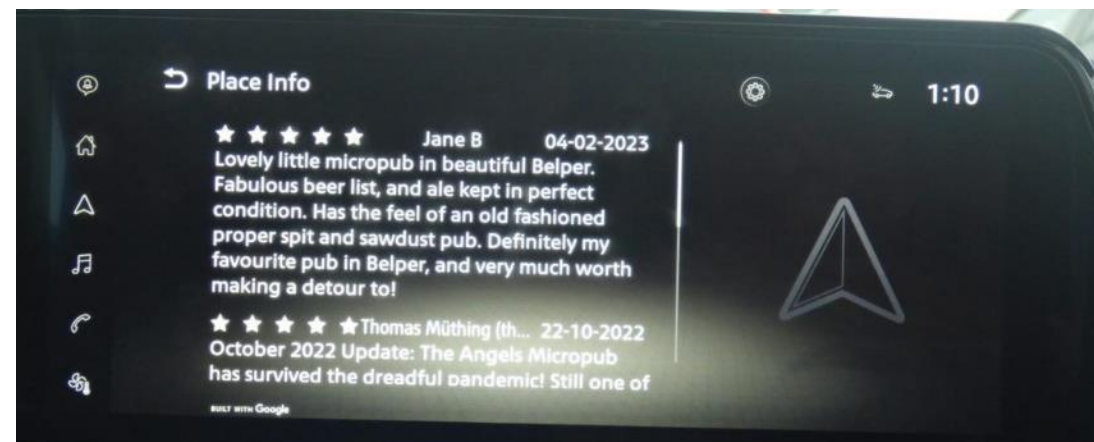 Place Info
1:10
Jane B 04-02-2023
Lovely little micropub in beautiful Belper.
Fabulous beer list, and ale kept in perfect
condition. Has the feel of an old fashioned
proper spit and sawdust pub. Definitely my
favourite pub in Belper, and very much worth
making a detour to!
Thomas Müthing (th... 22-10-2022
October 2022 Update: The Angels Micropub
has survived the dreadful pandemic! Still one of
BUILT WITH Google